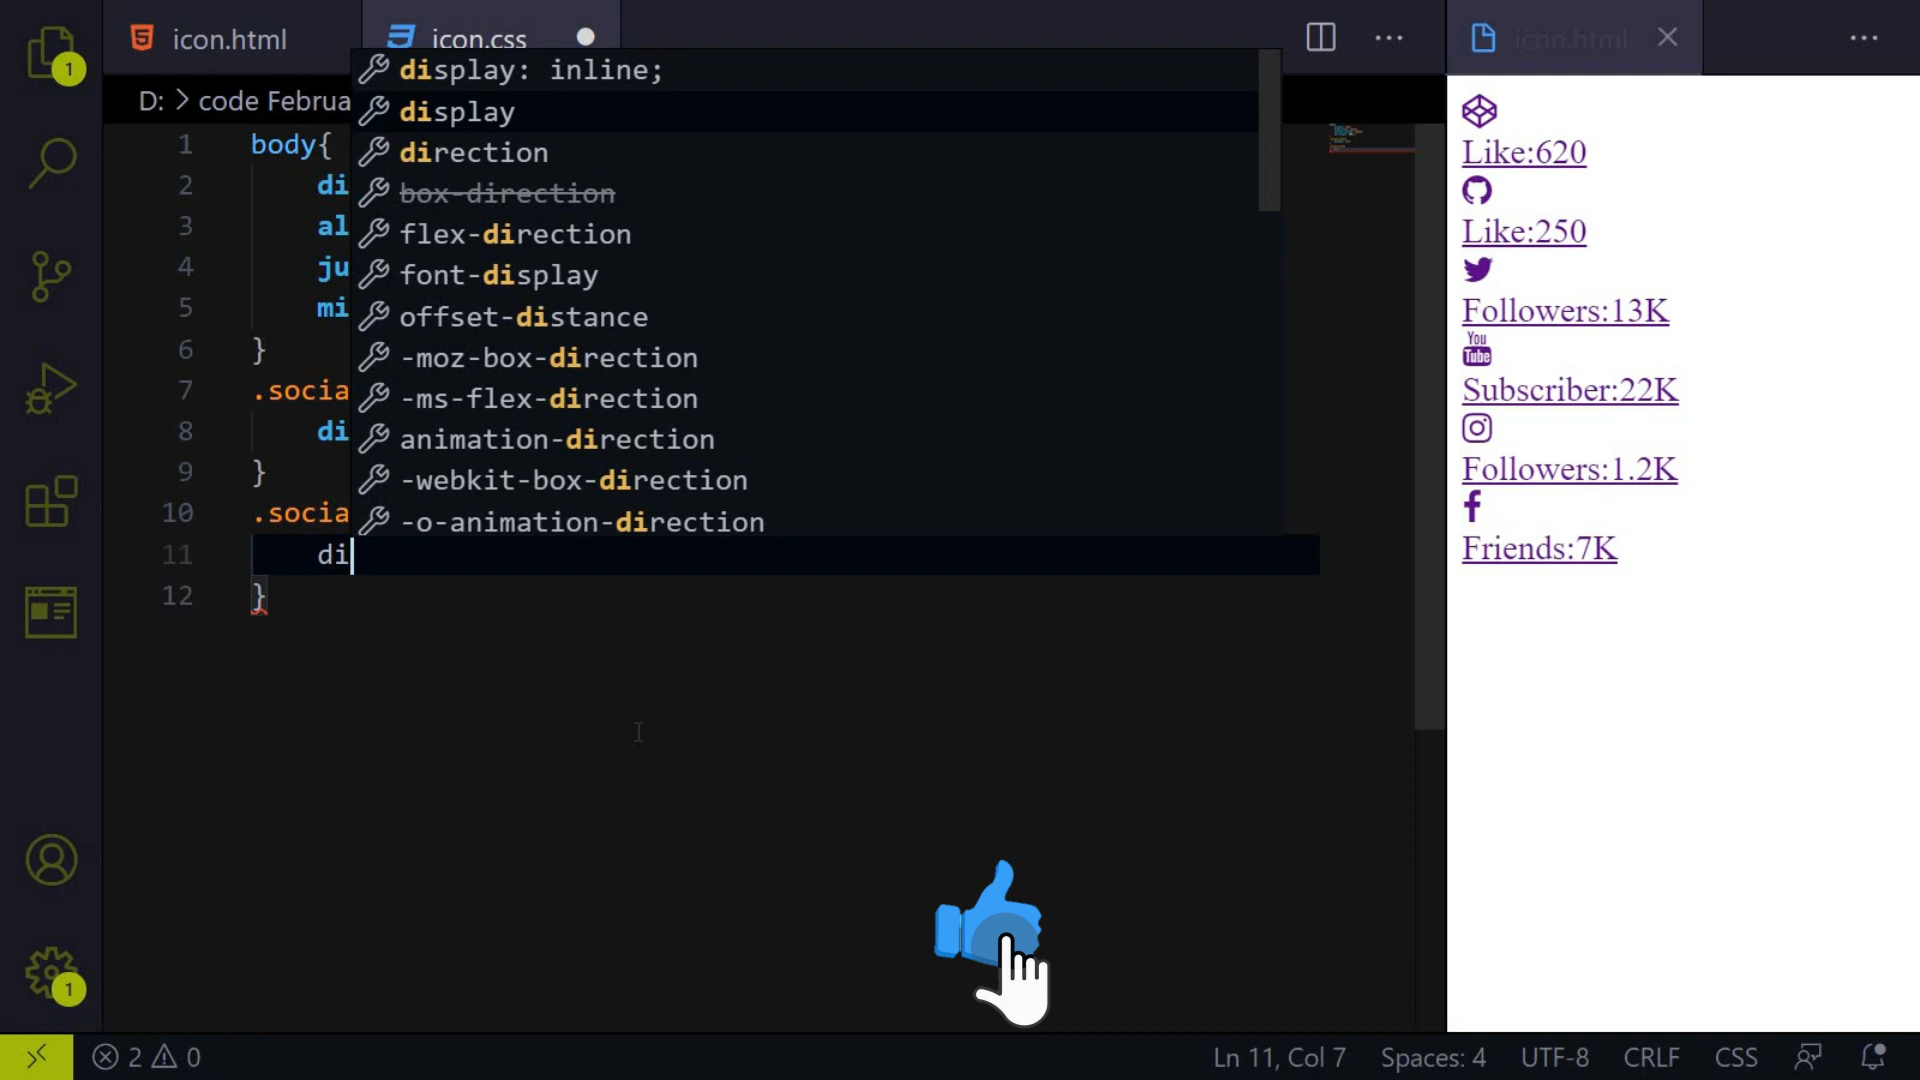 1
icon.html
icon.css
icon.html
D: > code Februa
display: inline;
display
direction
box-direction
flex-direction
font-display
offset-distance
-moz-box-direction
-ms-flex-direction
animation-direction
-webkit-box-direction
-o-animation-direction
1 body{
2 di
3 al
4 ju
5 mi
6 }
7 .socia
8 di
9 }
10 .socia
11 di
12 }
Like:620
Like:250
Followers:13K
You
Tube
Subscriber:22K
Followers:1.2K
Friends:7K
1
2 0
Ln 11, Col 7
Spaces: 4
UTF-8
CRLF
CSS